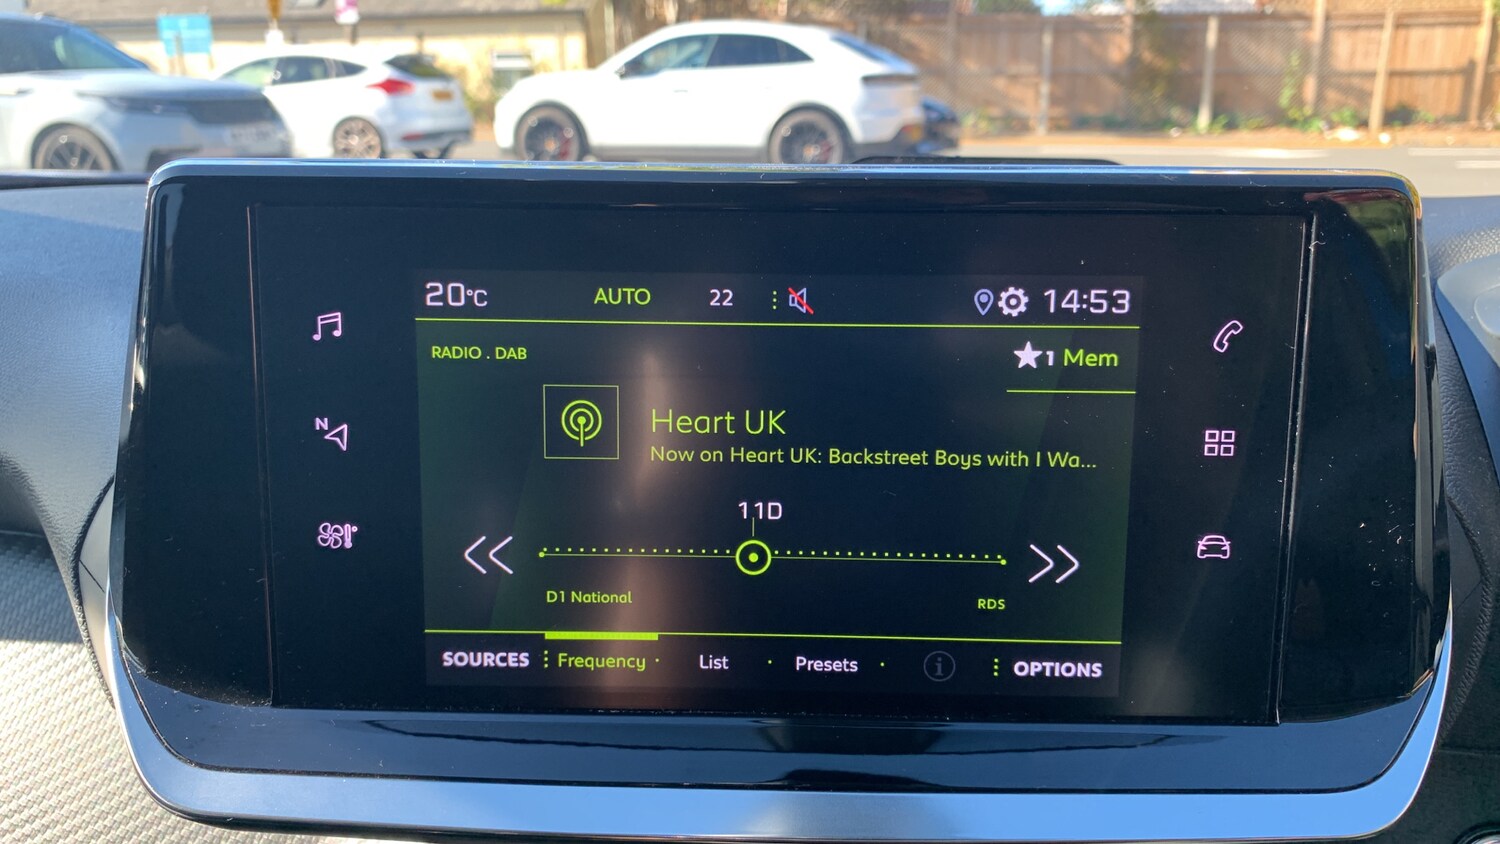 20°C AUTO 22 14:53
RADIO . DAB
1 Mem
Heart UK
Now on Heart UK: Backstreet Boys with I Wa...
11D
D1 National
RDS
SOURCES Frequency List Presets i OPTIONS
N